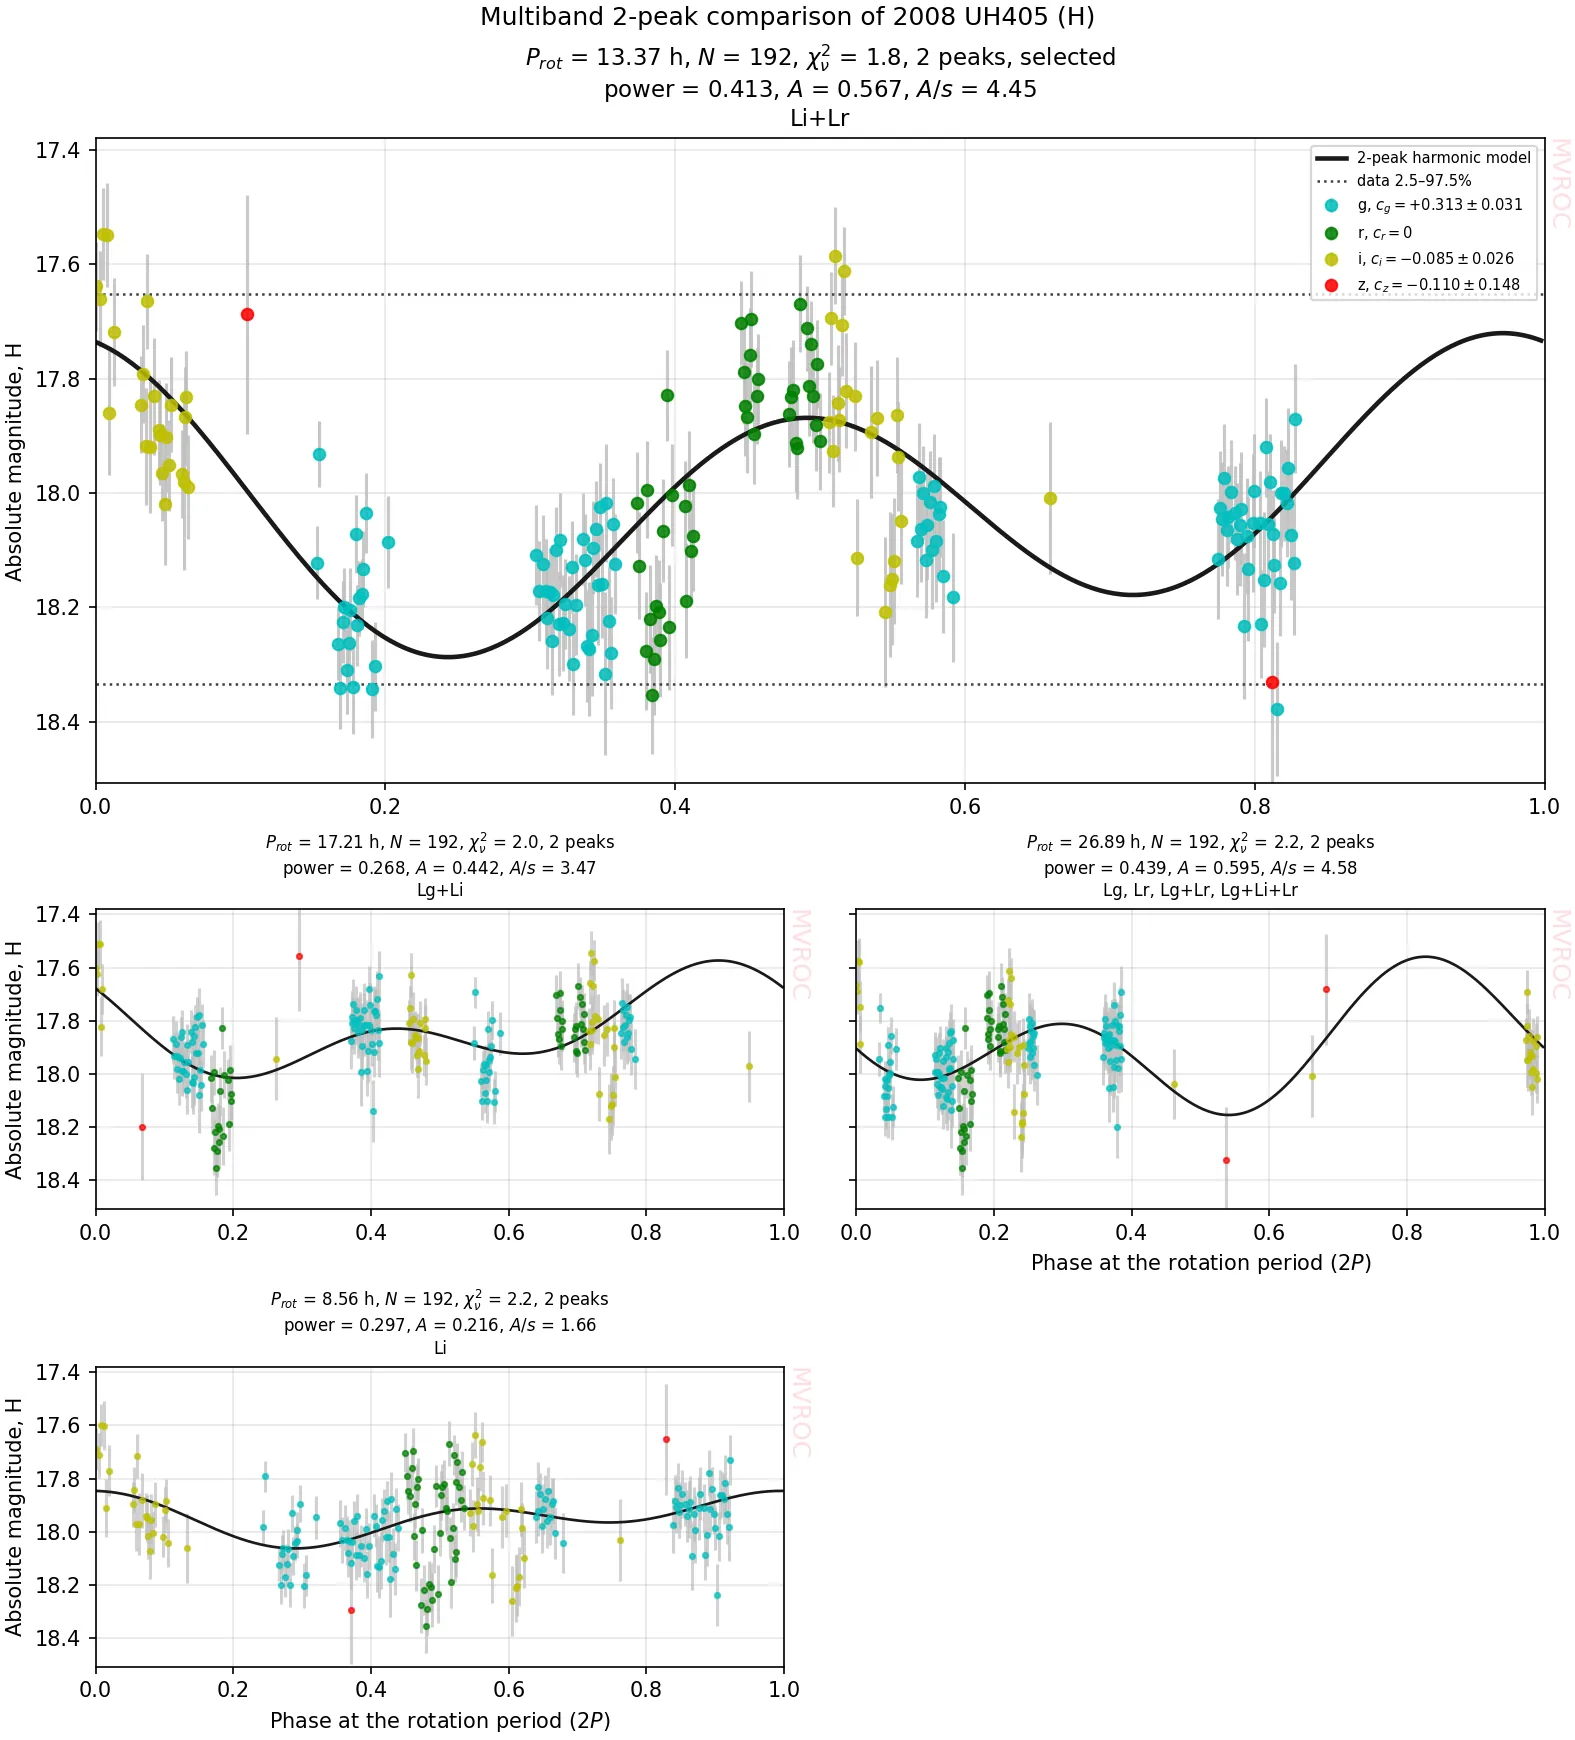 Multiband 2-peak comparison of 2008 UH405 (H)
P_rot = 13.37 h, N = 192, χ²_ν = 1.8, 2 peaks, selected
power = 0.413, A = 0.567, A/s = 4.45
Li+Lr
17.4
17.6
17.8
18.0
18.2
18.4
Absolute magnitude, H
2-peak harmonic model
data 2.5–97.5%
g, c_g = +0.313 ± 0.031
r, c_r = 0
i, c_i = −0.085 ± 0.026
z, c_z = −0.110 ± 0.148
MVROC
0.0 0.2 0.4 0.6 0.8 1.0
P_rot = 17.21 h, N = 192, χ²_ν = 2.0, 2 peaks
power = 0.268, A = 0.442, A/s = 3.47
Lg+Li
17.4
17.6
17.8
18.0
18.2
18.4
Absolute magnitude, H
MVROC
0.0 0.2 0.4 0.6 0.8 1.0
P_rot = 26.89 h, N = 192, χ²_ν = 2.2, 2 peaks
power = 0.439, A = 0.595, A/s = 4.58
Lg, Lr, Lg+Lr, Lg+Li+Lr
MVROC
0.0 0.2 0.4 0.6 0.8 1.0
Phase at the rotation period (2P)
P_rot = 8.56 h, N = 192, χ²_ν = 2.2, 2 peaks
power = 0.297, A = 0.216, A/s = 1.66
Li
17.4
17.6
17.8
18.0
18.2
18.4
Absolute magnitude, H
MVROC
0.0 0.2 0.4 0.6 0.8 1.0
Phase at the rotation period (2P)